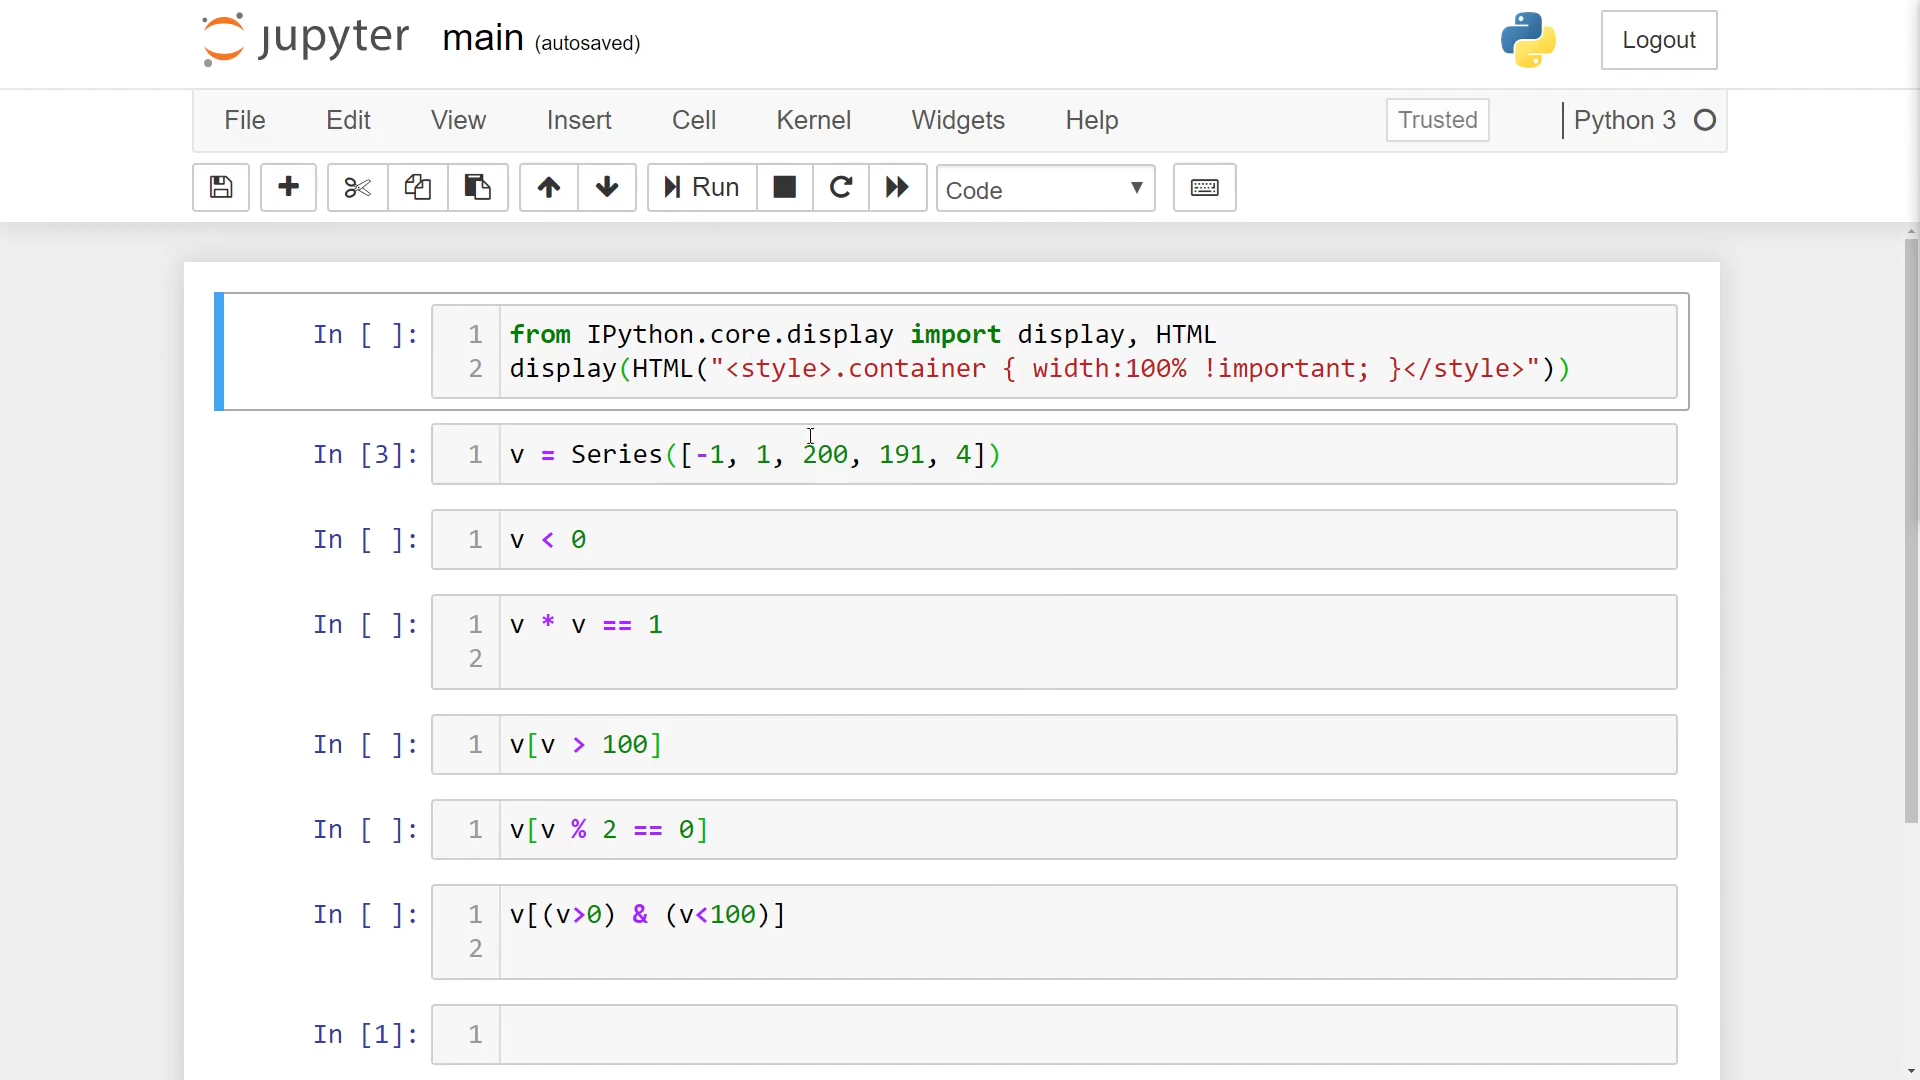 jupyter main (autosaved) Logout
File Edit View Insert Cell Kernel Widgets Help Trusted Python 3
Run Code
In [ ]: 1 from IPython.core.display import display, HTML
2 display(HTML("<style>.container { width:100% !important; }</style>"))
In [3]: 1 v = Series([-1, 1, 200, 191, 4])
In [ ]: 1 v < 0
In [ ]: 1 v * v == 1
2
In [ ]: 1 v[v > 100]
In [ ]: 1 v[v % 2 == 0]
In [ ]: 1 v[(v>0) & (v<100)]
2
In [1]: 1